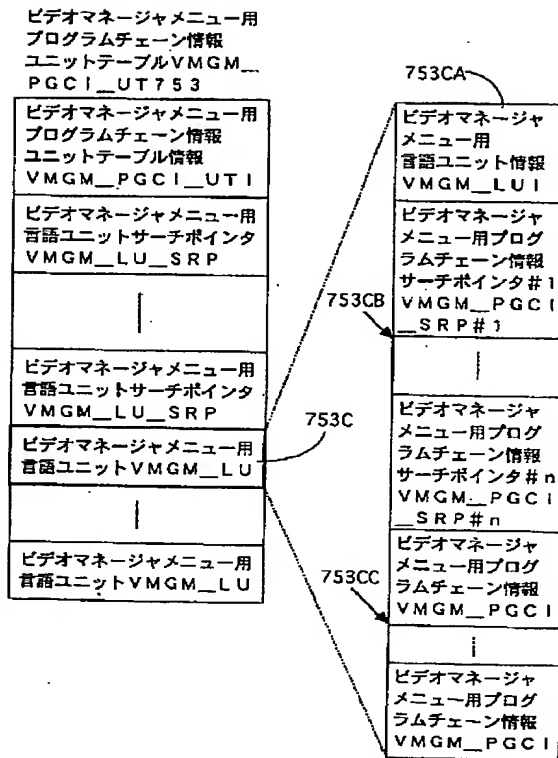 ビデオマネージャメニュー用
プログラムチェーン情報
ユニットテーブルVMGM__
PGCI__UT753
ビデオマネージャメニュー用
プログラムチェーン情報
ユニットテーブル情報
VMGM__PGCI__UTI
ビデオマネージャメニュー用
言語ユニットサーチポインタ
VMGM__LU__SRP
ビデオマネージャメニュー用
言語ユニットサーチポインタ
VMGM__LU__SRP
ビデオマネージャメニュー用
言語ユニットVMGM__LU
ビデオマネージャメニュー用
言語ユニットVMGM__LU
753C
753CA
ビデオマネージャ
メニュー用
言語ユニット情報
VMGM__LUI
ビデオマネージャ
メニュー用プログ
ラムチェーン情報
サーチポインタ#1
VMGM__PGCI
__SRP#1
753CB
ビデオマネージャ
メニュー用プログ
ラムチェーン情報
サーチポインタ#n
VMGM__PGCI
__SRP#n
ビデオマネージャ
メニュー用プログ
ラムチェーン情報
VMGM__PGCI
753CC
ビデオマネージャ
メニュー用プログ
ラムチェーン情報
VMGM__PGCI